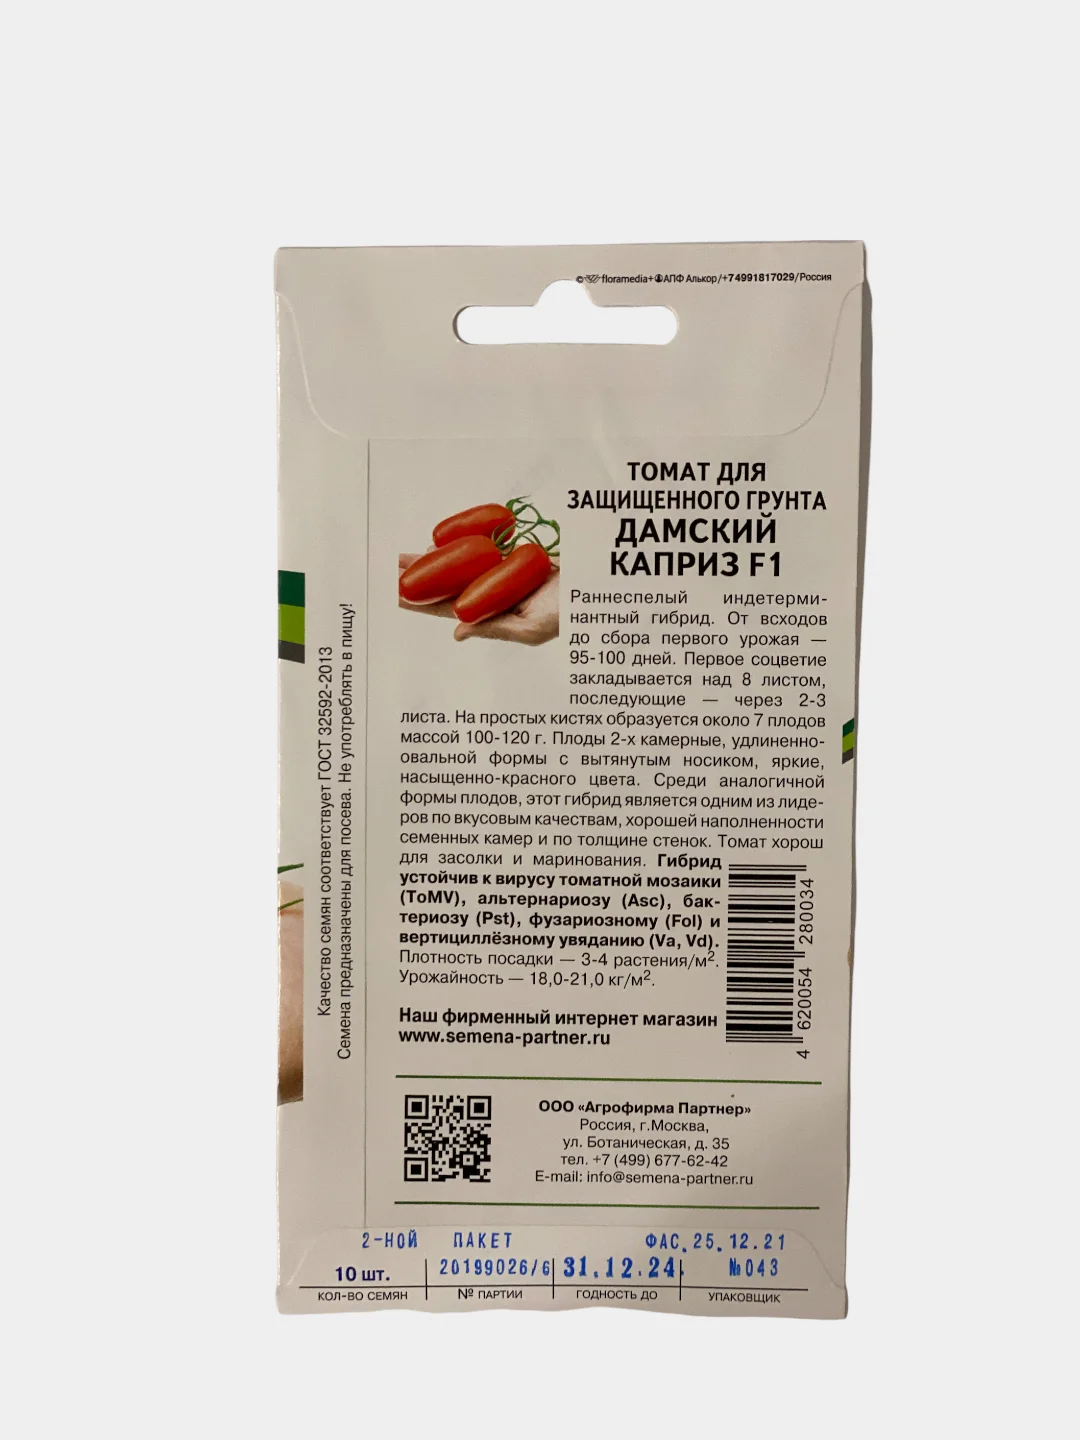 © floramedia+ АПФ Алькор/+74991817029/Россия
ТОМАТ ДЛЯ
ЗАЩИЩЕННОГО ГРУНТА
ДАМСКИЙ
КАПРИЗ F1
Раннеспелый индетерми-
нантный гибрид. От всходов
до сбора первого урожая —
95-100 дней. Первое соцветие
закладывается над 8 листом,
последующие — через 2-3
листа. На простых кистях образуется около 7 плодов
массой 100-120 г. Плоды 2-х камерные, удлиненно-
овальной формы с вытянутым носиком, яркие,
насыщенно-красного цвета. Среди аналогичной
формы плодов, этот гибрид является одним из лиде-
ров по вкусовым качествам, хорошей наполненности
семенных камер и по толщине стенок. Томат хорош
для засолки и маринования. Гибрид
устойчив к вирусу томатной мозаики
(ToMV), альтернариозу (Asc), бак-
териозу (Pst), фузариозному (Fol) и
вертициллёзному увяданию (Va, Vd).
Плотность посадки — 3-4 растения/м².
Урожайность — 18,0-21,0 кг/м².
4 620054 280034
Наш фирменный интернет магазин
www.semena-partner.ru
Качество семян соответствует ГОСТ 32592-2013
Семена предназначены для посева. Не употреблять в пищу!
ООО «Агрофирма Партнер»
Россия, г.Москва,
ул. Ботаническая, д. 35
тел. +7 (499) 677-62-42
E-mail: info@semena-partner.ru
2-НОЙ ПАКЕТ ФАС.25.12.21
10 шт. 20199026/6 31.12.24. №043
КОЛ-ВО СЕМЯН № ПАРТИИ ГОДНОСТЬ ДО УПАКОВЩИК